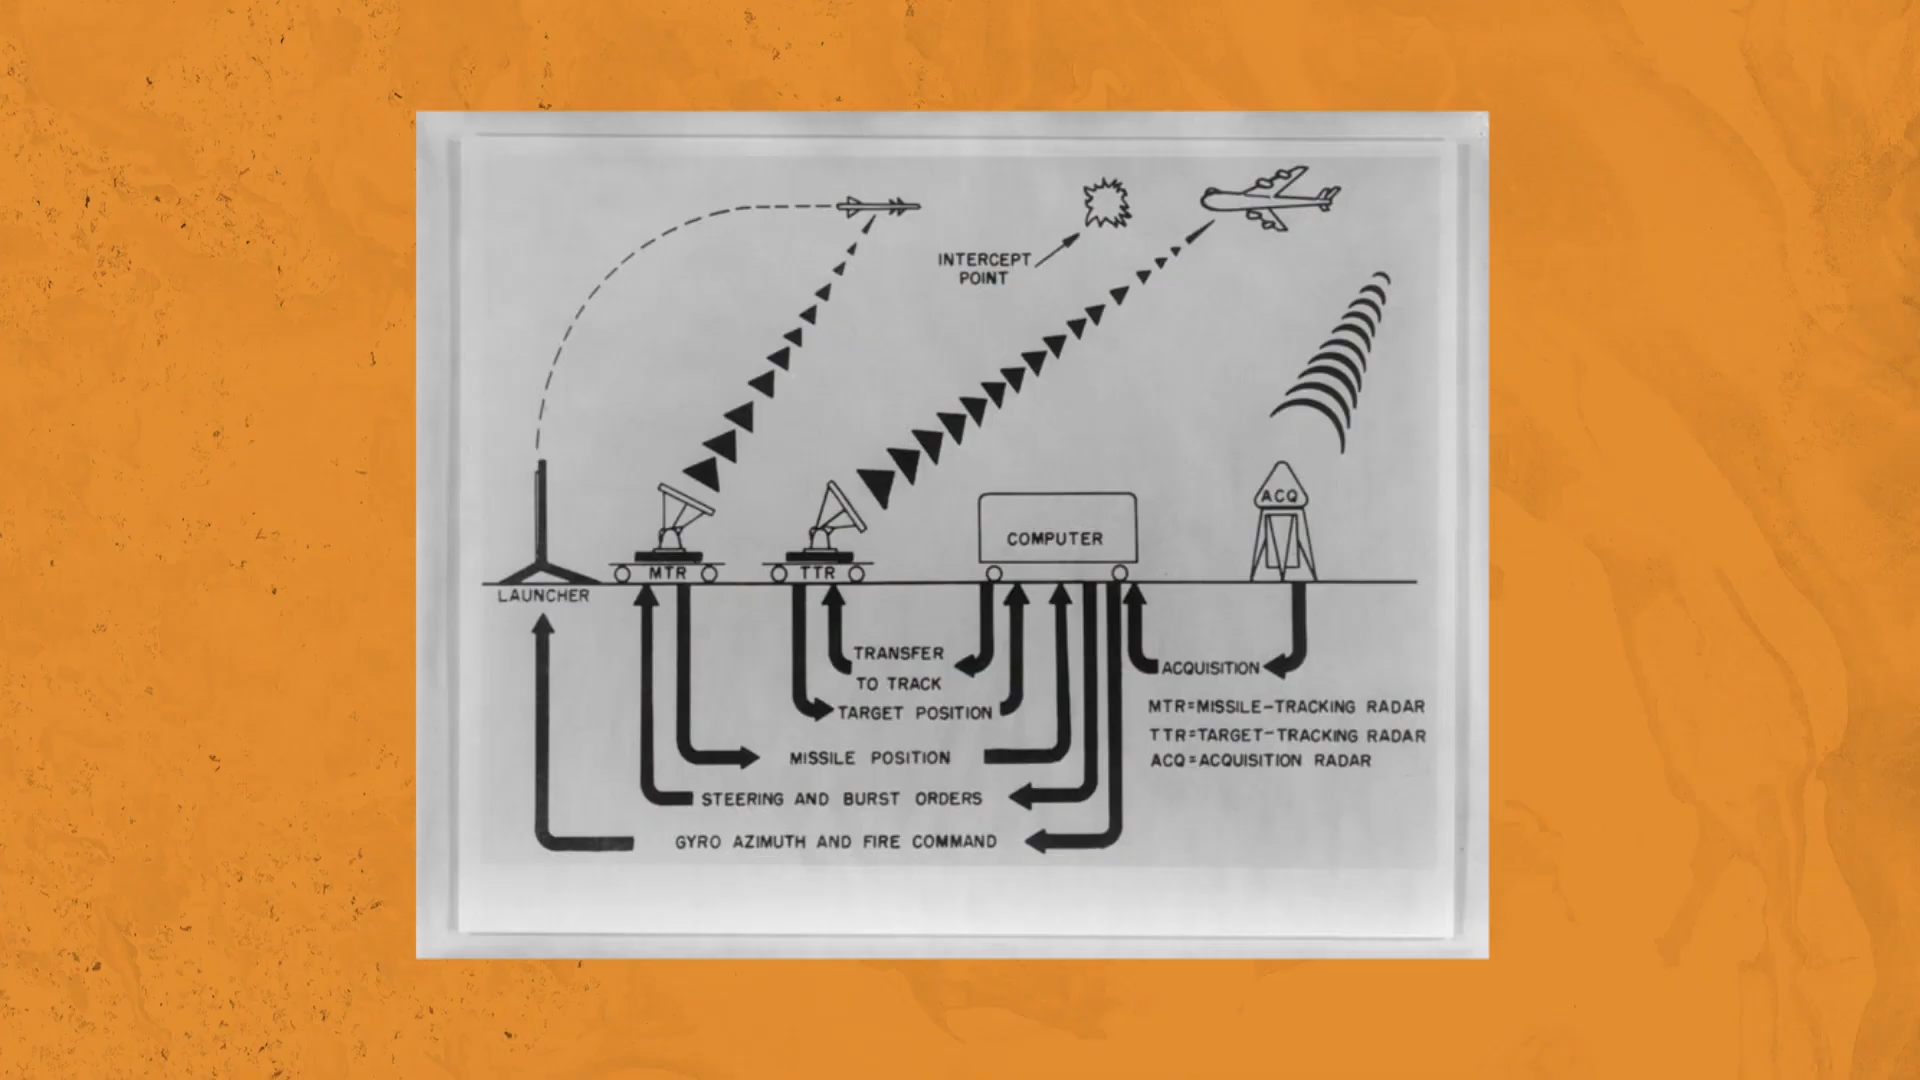 INTERCEPT
POINT
ACQ
COMPUTER
MTR
TTR
LAUNCHER
TRANSFER
TO TRACK
ACQUISITION
TARGET POSITION
MTR=MISSILE-TRACKING RADAR
TTR=TARGET-TRACKING RADAR
ACQ=ACQUISITION RADAR
MISSILE POSITION
STEERING AND BURST ORDERS
GYRO AZIMUTH AND FIRE COMMAND